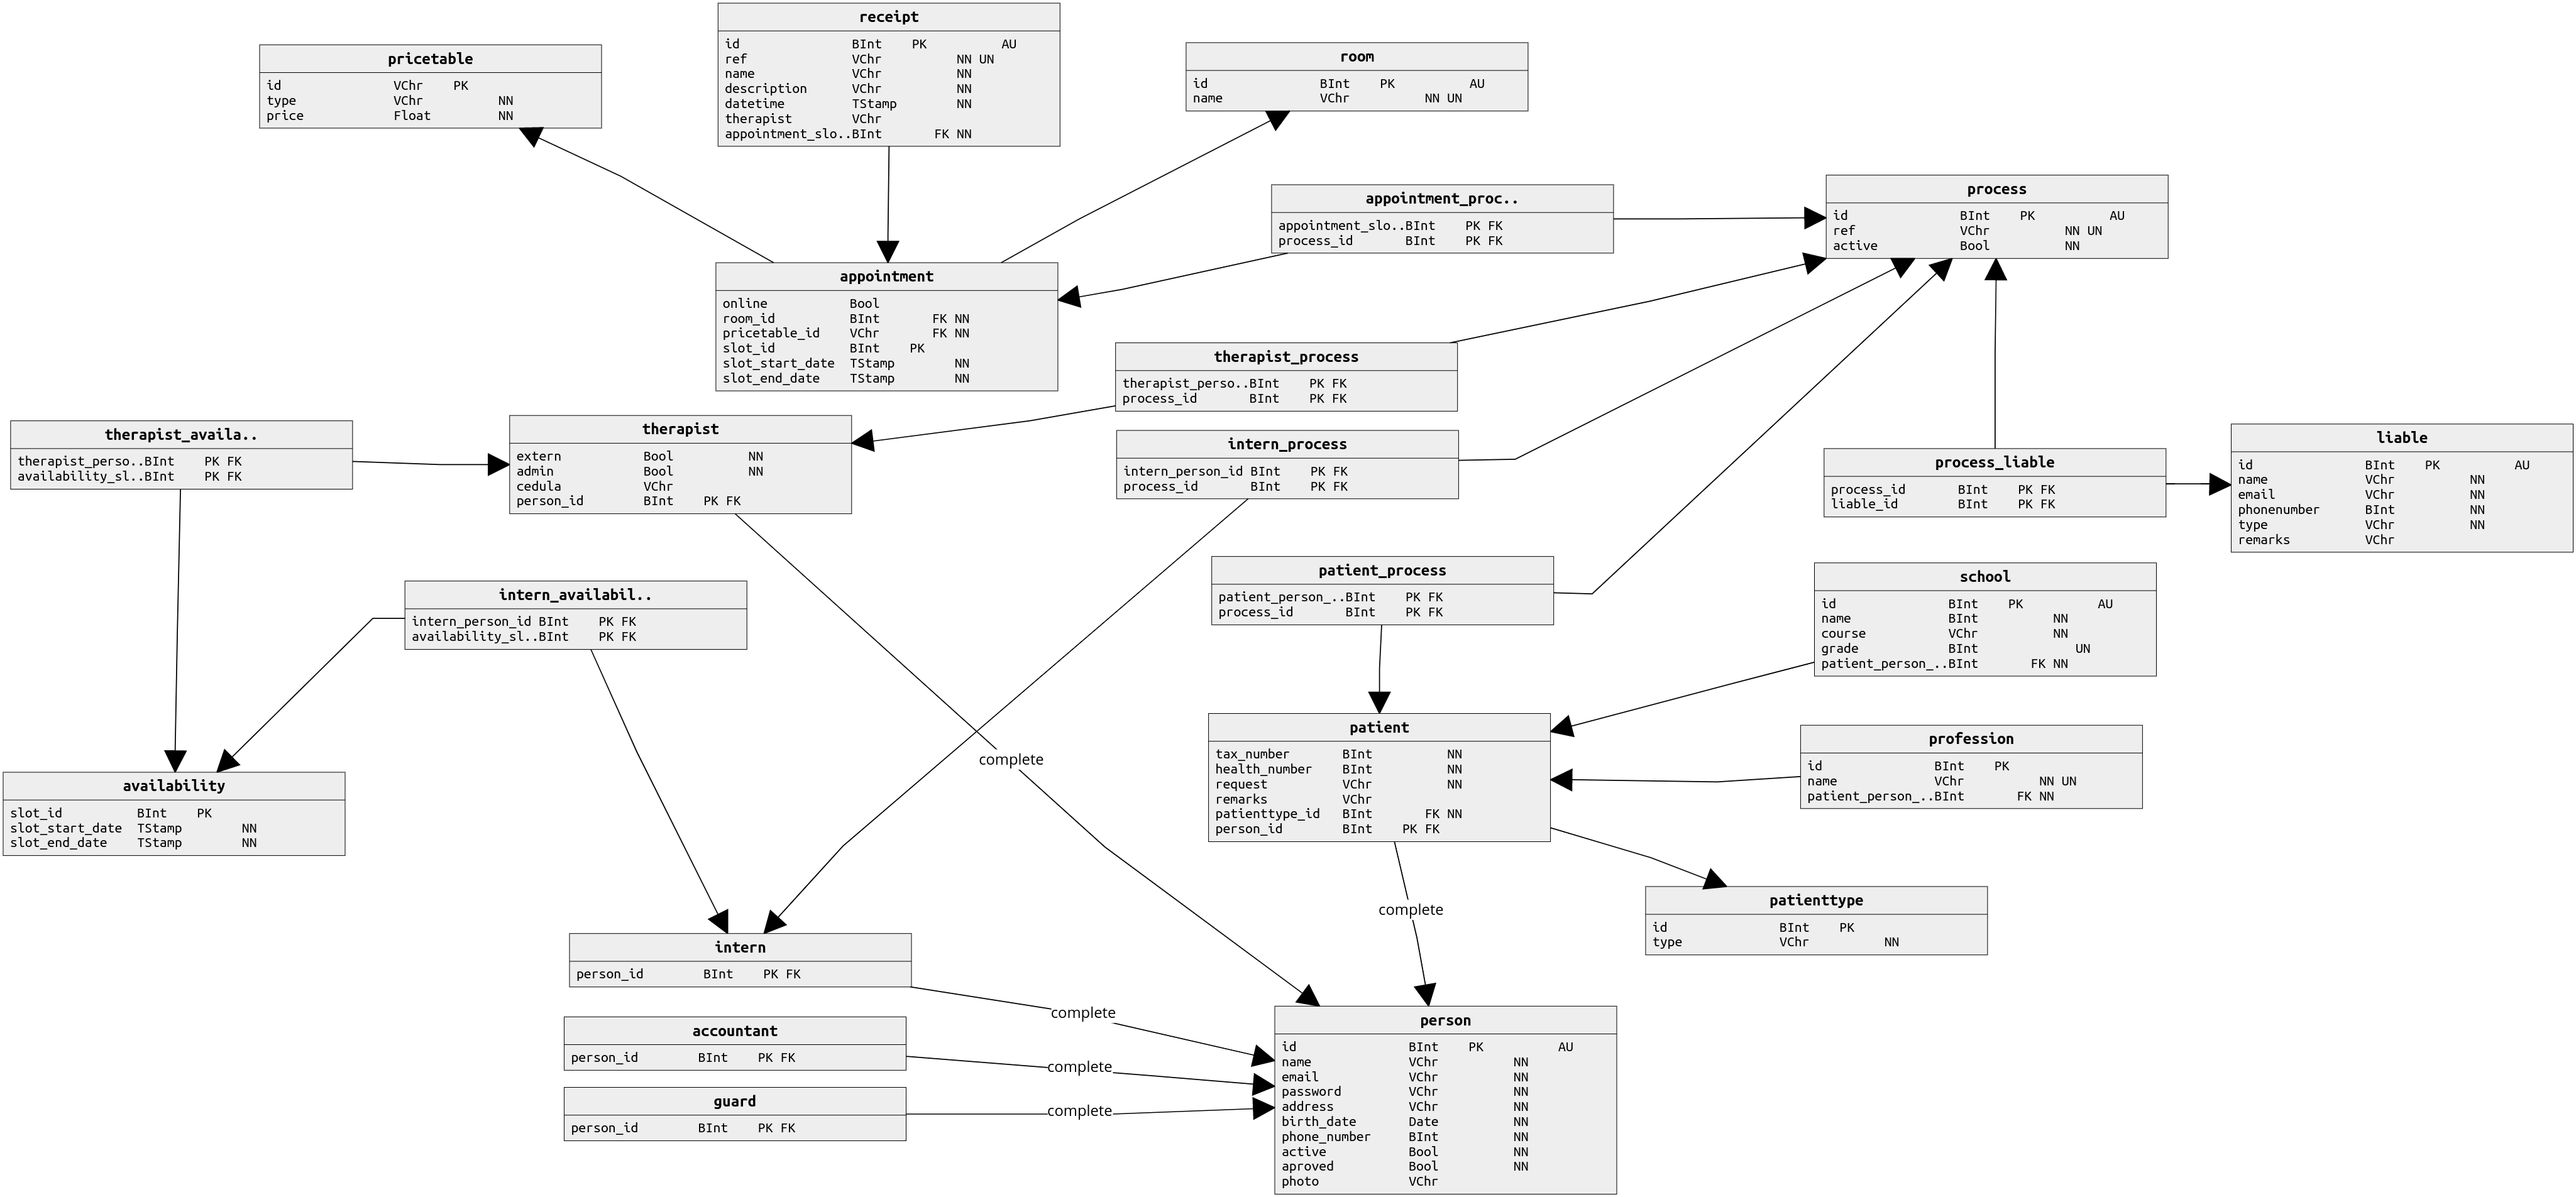 receipt
id BInt PK AU
ref VChr NN UN
name VChr NN
description VChr NN
datetime TStamp NN
therapist VChr
appointment_slo..BInt FK NN
pricetable
id VChr PK
type VChr NN
price Float NN
room
id BInt PK AU
name VChr NN UN
appointment_proc..
appointment_slo..BInt PK FK
process_id BInt PK FK
process
id BInt PK AU
ref VChr NN UN
active Bool NN
appointment
online Bool
room_id BInt FK NN
pricetable_id VChr FK NN
slot_id BInt PK
slot_start_date TStamp NN
slot_end_date TStamp NN
therapist_process
therapist_perso..BInt PK FK
process_id BInt PK FK
therapist_availa..
therapist_perso..BInt PK FK
availability_sl..BInt PK FK
therapist
extern Bool NN
admin Bool NN
cedula VChr
person_id BInt PK FK
intern_process
intern_person_id BInt PK FK
process_id BInt PK FK
process_liable
process_id BInt PK FK
liable_id BInt PK FK
liable
id BInt PK AU
name VChr NN
email VChr NN
phonenumber BInt NN
type VChr NN
remarks VChr
intern_availabil..
intern_person_id BInt PK FK
availability_sl..BInt PK FK
patient_process
patient_person_..BInt PK FK
process_id BInt PK FK
school
id BInt PK AU
name BInt NN
course VChr NN
grade BInt UN
patient_person_..BInt FK NN
complete
availability
slot_id BInt PK
slot_start_date TStamp NN
slot_end_date TStamp NN
patient
tax_number BInt NN
health_number BInt NN
request VChr NN
remarks VChr
patienttype_id BInt FK NN
person_id BInt PK FK
profession
id BInt PK
name VChr NN UN
patient_person_..BInt FK NN
complete
patienttype
id BInt PK
type VChr NN
intern
person_id BInt PK FK
complete
accountant
person_id BInt PK FK
complete
guard
person_id BInt PK FK
complete
person
id BInt PK AU
name VChr NN
email VChr NN
password VChr NN
address VChr NN
birth_date Date NN
phone_number BInt NN
active Bool NN
aproved Bool NN
photo VChr